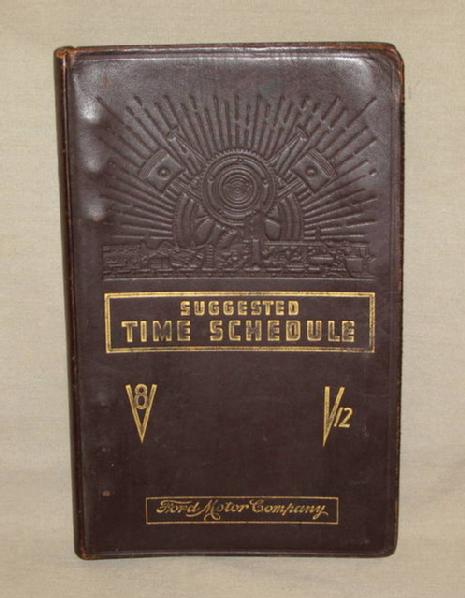 SUGGESTED
TIME SCHEDULE
V8
V12
Ford Motor Company